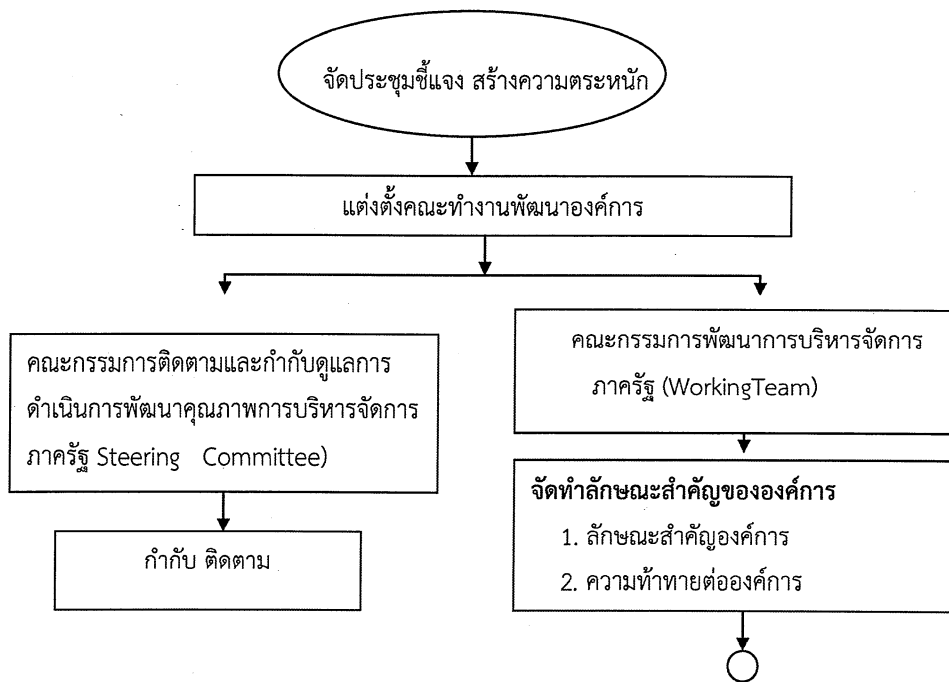 จัดประชุมชี้แจง สร้างความตระหนัก
แต่งตั้งคณะทำงานพัฒนาองค์การ
คณะกรรมการติดตามและกำกับดูแลการ
ดำเนินการพัฒนาคุณภาพการบริหารจัดการ
ภาครัฐ Steering Committee)
กำกับ ติดตาม
คณะกรรมการพัฒนาการบริหารจัดการ
ภาครัฐ (WorkingTeam)
จัดทำลักษณะสำคัญขององค์การ
1. ลักษณะสำคัญองค์การ
2. ความท้าทายต่อองค์การ